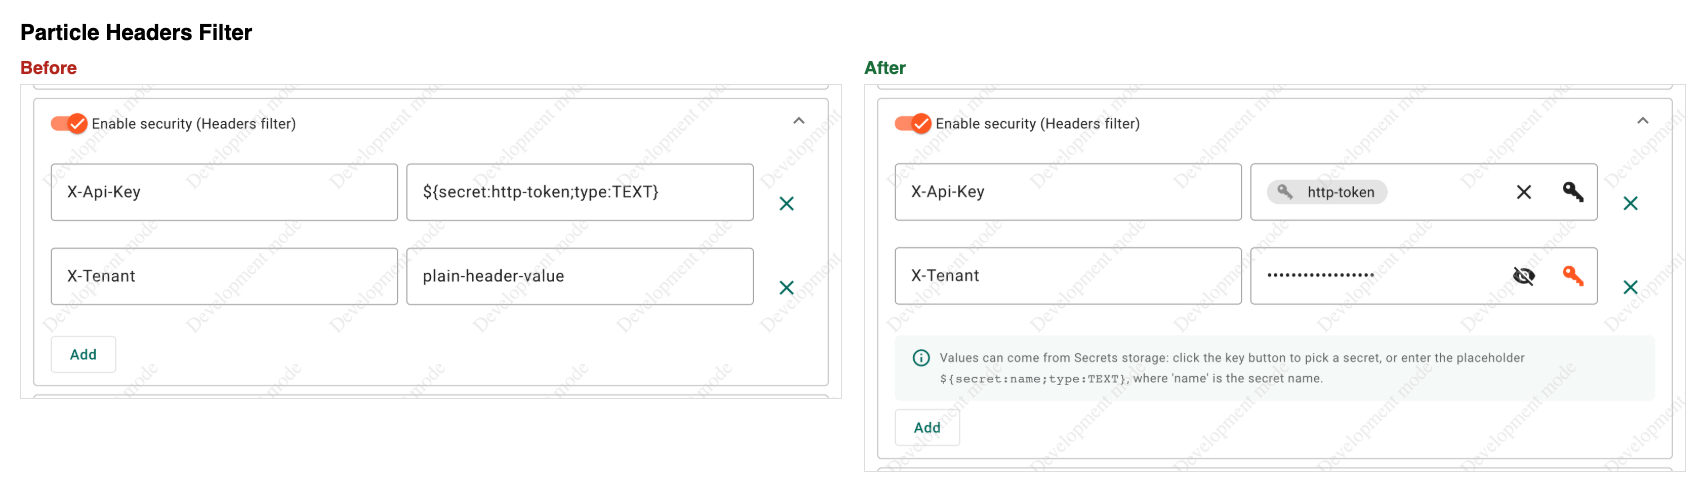 Particle Headers Filter
Before
Enable security (Headers filter)
X-Api-Key
${secret:http-token;type:TEXT}
X-Tenant
plain-header-value
Add
After
Enable security (Headers filter)
X-Api-Key
http-token
X-Tenant
••••••••••••••••••
Values can come from Secrets storage: click the key button to pick a secret, or enter the placeholder
${secret:name;type:TEXT}, where 'name' is the secret name.
Add
Development mode